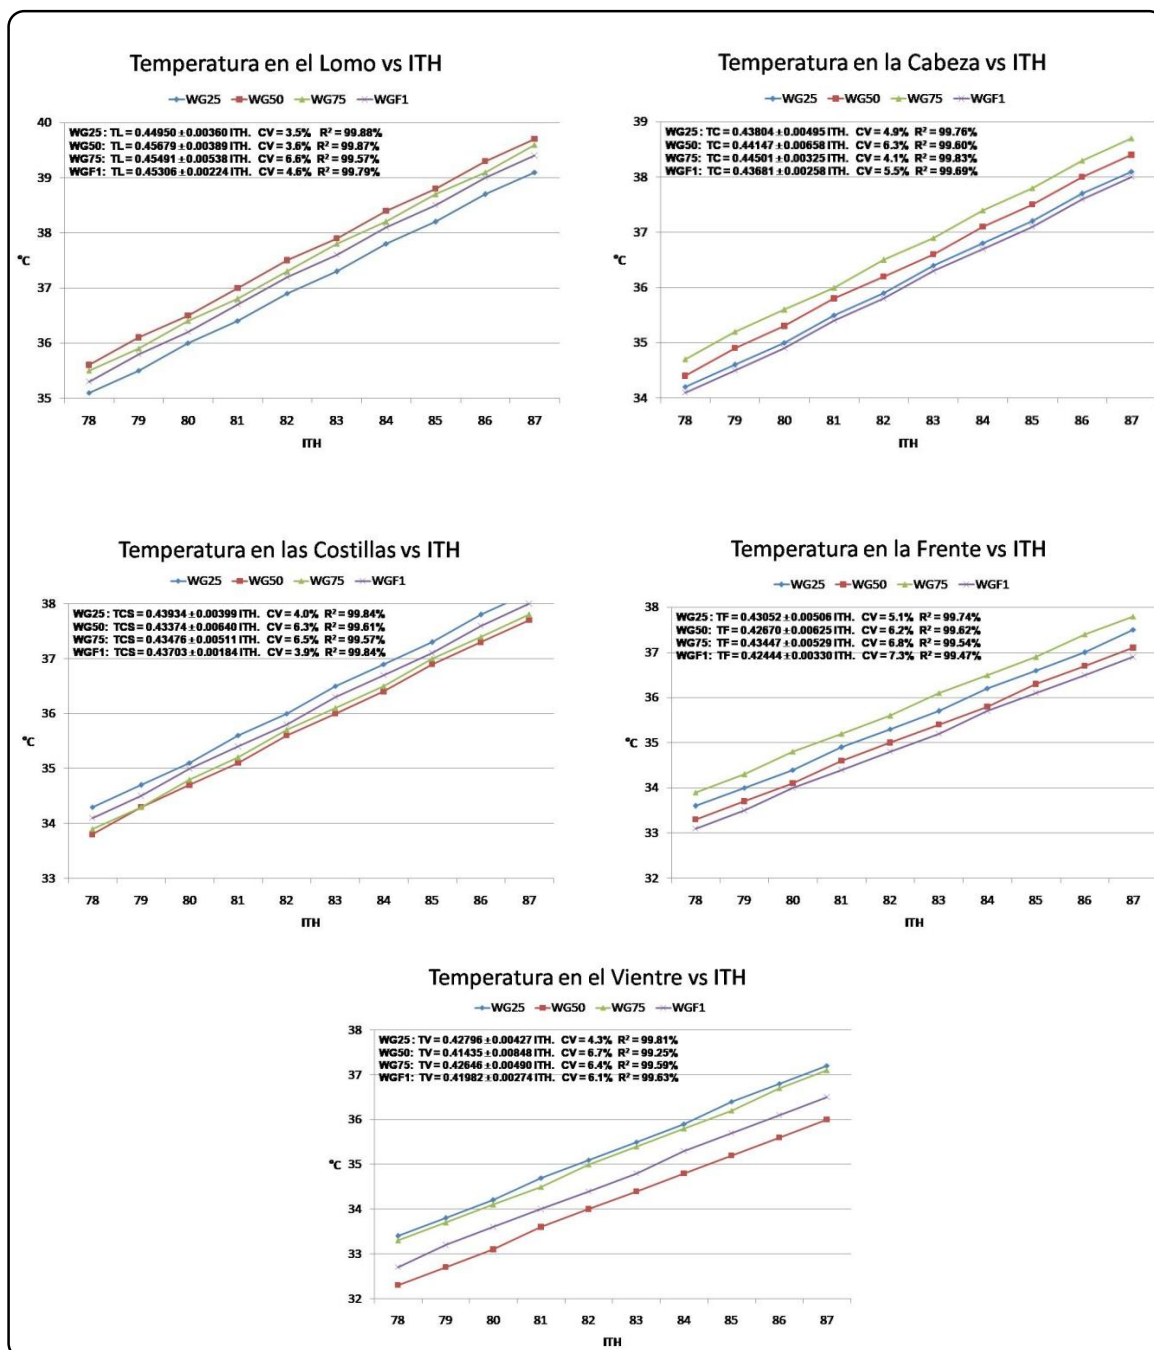 Temperatura en el Lomo vs ITH
WG25 WG50 WG75 WGF1
WG25: TL = 0.44950 ± 0.00360 ITH. CV = 3.5% R² = 99.88%
WG50: TL = 0.45679 ± 0.00389 ITH. CV = 3.6% R² = 99.87%
WG75: TL = 0.45491 ± 0.00538 ITH. CV = 6.6% R² = 99.57%
WGF1: TL = 0.45306 ± 0.00224 ITH. CV = 4.6% R² = 99.79%
40
39
38
°C
37
36
35
78 79 80 81 82 83 84 85 86 87
ITH
Temperatura en la Cabeza vs ITH
WG25 WG50 WG75 WGF1
WG25: TC = 0.43804 ± 0.00495 ITH. CV = 4.9% R² = 99.76%
WG50: TC = 0.44147 ± 0.00658 ITH. CV = 6.3% R² = 99.60%
WG75: TC = 0.44501 ± 0.00325 ITH. CV = 4.1% R² = 99.83%
WGF1: TC = 0.43681 ± 0.00258 ITH. CV = 5.5% R² = 99.69%
39
38
37
°C
36
35
34
78 79 80 81 82 83 84 85 86 87
ITH
Temperatura en las Costillas vs ITH
WG25 WG50 WG75 WGF1
WG25: TCS = 0.43934 ± 0.00399 ITH. CV = 4.0% R² = 99.84%
WG50: TCS = 0.43374 ± 0.00640 ITH. CV = 6.3% R² = 99.61%
WG75: TCS = 0.43476 ± 0.00511 ITH. CV = 6.5% R² = 99.57%
WGF1: TCS = 0.43703 ± 0.00184 ITH. CV = 3.9% R² = 99.84%
38
37
36
°C
35
34
33
78 79 80 81 82 83 84 85 86 87
ITH
Temperatura en la Frente vs ITH
WG25 WG50 WG75 WGF1
WG25: TF = 0.43052 ± 0.00506 ITH. CV = 5.1% R² = 99.74%
WG50: TF = 0.42670 ± 0.00625 ITH. CV = 6.2% R² = 99.62%
WG75: TF = 0.43447 ± 0.00529 ITH. CV = 6.8% R² = 99.54%
WGF1: TF = 0.42444 ± 0.00330 ITH. CV = 7.3% R² = 99.47%
38
37
36
35
°C
34
33
32
78 79 80 81 82 83 84 85 86 87
ITH
Temperatura en el Vientre vs ITH
WG25 WG50 WG75 WGF1
WG25: TV = 0.42796 ± 0.00427 ITH. CV = 4.3% R² = 99.81%
WG50: TV = 0.41435 ± 0.00848 ITH. CV = 6.7% R² = 99.25%
WG75: TV = 0.42646 ± 0.00490 ITH. CV = 6.4% R² = 99.59%
WGF1: TV = 0.41982 ± 0.00274 ITH. CV = 6.1% R² = 99.63%
38
37
36
°C 35
34
33
32
78 79 80 81 82 83 84 85 86 87
ITH